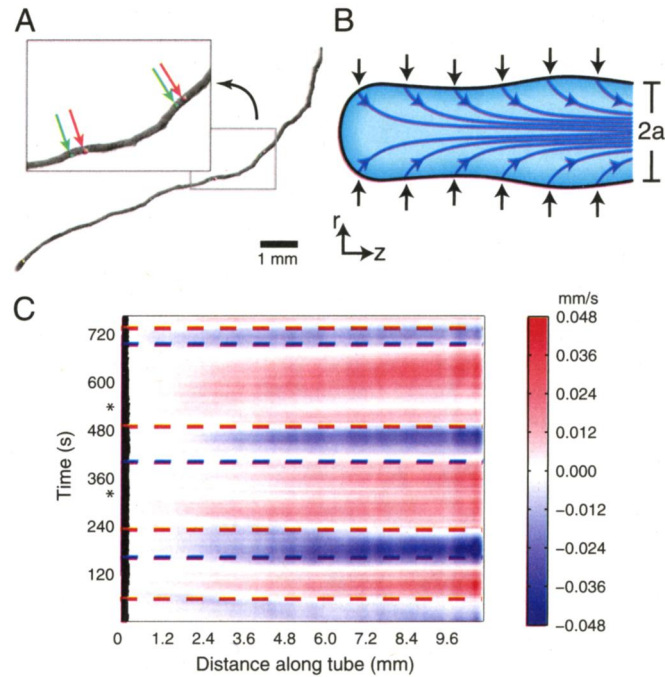 A
1 mm
B
2a
r
z
C
mm/s
Time (s)
720
600
*
480
360
*
240
120
0 1.2 2.4 3.6 4.8 6.0 7.2 8.4 9.6
Distance along tube (mm)
0.048
0.036
0.024
0.012
0.000
−0.012
−0.024
−0.036
−0.048